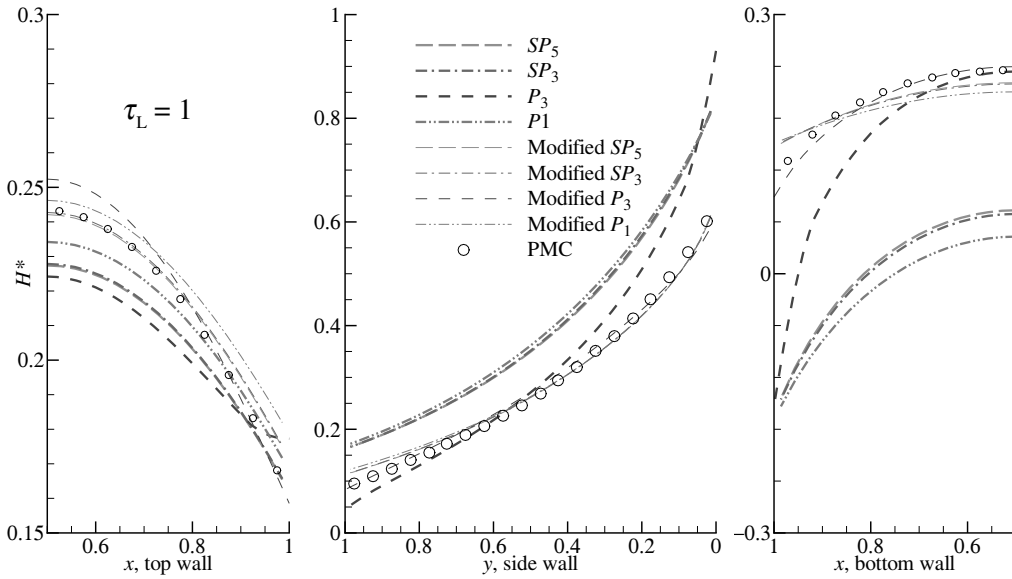 0.3
0.25
0.2
0.15
H*
τL = 1
0.6
0.8
1
x, top wall
1
0.8
0.6
0.4
0.2
0
SP5
SP3
P3
P1
Modified SP5
Modified SP3
Modified P3
Modified P1
PMC
1
0.8
0.6
0.4
0.2
0
y, side wall
0.3
0
−0.3
1
0.8
0.6
x, bottom wall